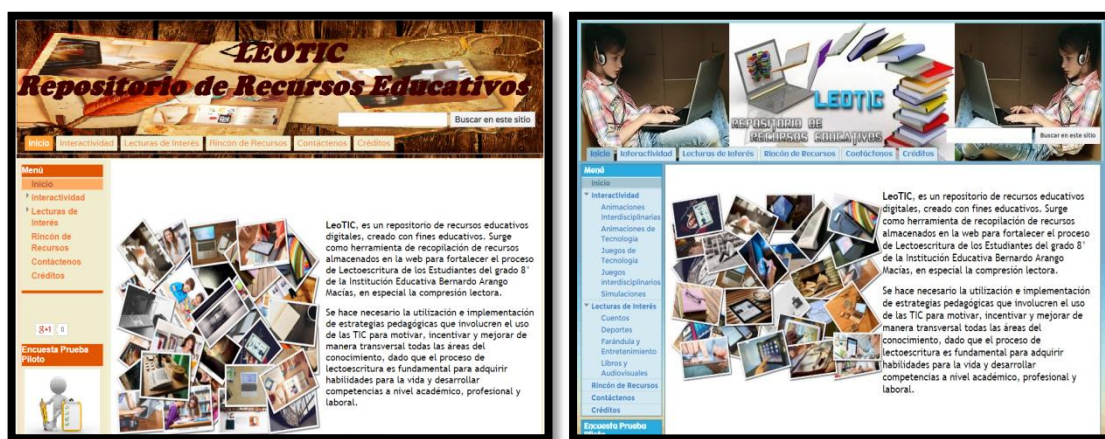 LEOTIC
Repositorio de Recursos Educativos
Buscar en este sitio
Inicio Interactividad Lecturas de Interés Rincón de Recursos Contáctenos Créditos
Menú
Inicio
Interactividad
Lecturas de
Interés
Rincón de
Recursos
Contáctenos
Créditos
g+1 0
Encuesta Prueba
Piloto
LeoTIC, es un repositorio de recursos educativos
digitales, creado con fines educativos. Surge
como herramienta de recopilación de recursos
almacenados en la web para fortalecer el proceso
de Lectoescritura de los Estudiantes del grado 8°
de la Institución Educativa Bernardo Arango
Macías, en especial la compresión lectora.
Se hace necesario la utilización e implementación
de estrategias pedagógicas que involucren el uso
de las TIC para motivar, incentivar y mejorar de
manera transversal todas las áreas del
conocimiento, dado que el proceso de
lectoescritura es fundamental para adquirir
habilidades para la vida y desarrollar
competencias a nivel académico, profesional y
laboral.
LEOTIC
REPOSITORIO DE
RECURSOS EDUCATIVOS
Buscar en este sitio
Inicio Interactividad Lecturas de Interés Rincón de Recursos Contáctenos Créditos
Menú
Inicio
Interactividad
Animaciones
Interdisciplinarias
Animaciones de
Tecnología
Juegos de
Tecnología
Juegos
interdisciplinarios
Simulaciones
Lecturas de Interés
Cuentos
Deportes
Farándula y
Entretenimiento
Libros y
Audiovisuales
Rincón de Recursos
Contáctenos
Créditos
Encuesta Prueba
Piloto
LeoTIC, es un repositorio de recursos educativos
digitales, creado con fines educativos. Surge
como herramienta de recopilación de recursos
almacenados en la web para fortalecer el proceso
de Lectoescritura de los Estudiantes del grado 8°
de la Institución Educativa Bernardo Arango
Macías, en especial la compresión lectora.
Se hace necesario la utilización e implementación
de estrategias pedagógicas que involucren el uso
de las TIC para motivar, incentivar y mejorar de
manera transversal todas las áreas del
conocimiento, dado que el proceso de
lectoescritura es fundamental para adquirir
habilidades para la vida y desarrollar
competencias a nivel académico, profesional y
laboral.